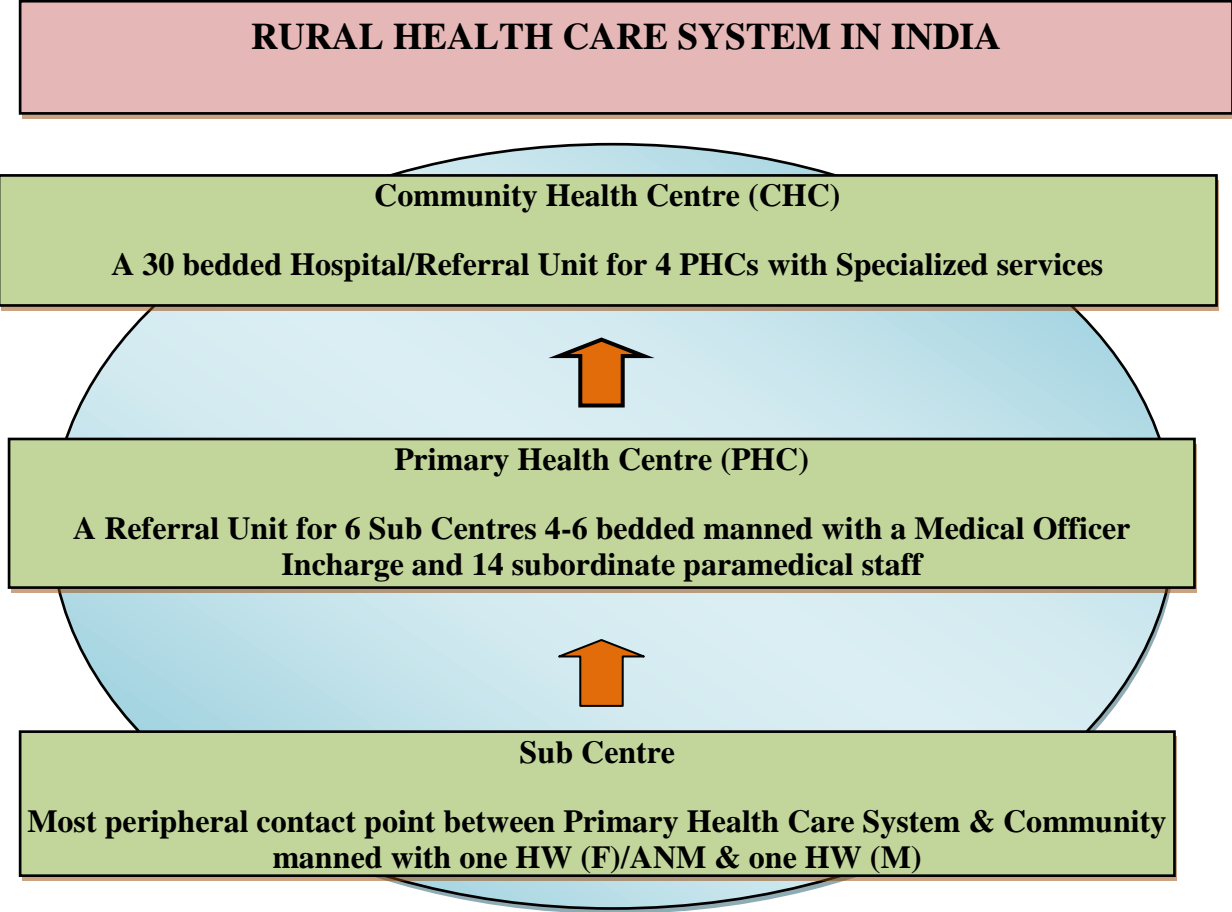 RURAL HEALTH CARE SYSTEM IN INDIA
Community Health Centre (CHC)
A 30 bedded Hospital/Referral Unit for 4 PHCs with Specialized services
Primary Health Centre (PHC)
A Referral Unit for 6 Sub Centres 4-6 bedded manned with a Medical Officer
Incharge and 14 subordinate paramedical staff
Sub Centre
Most peripheral contact point between Primary Health Care System & Community
manned with one HW (F)/ANM & one HW (M)